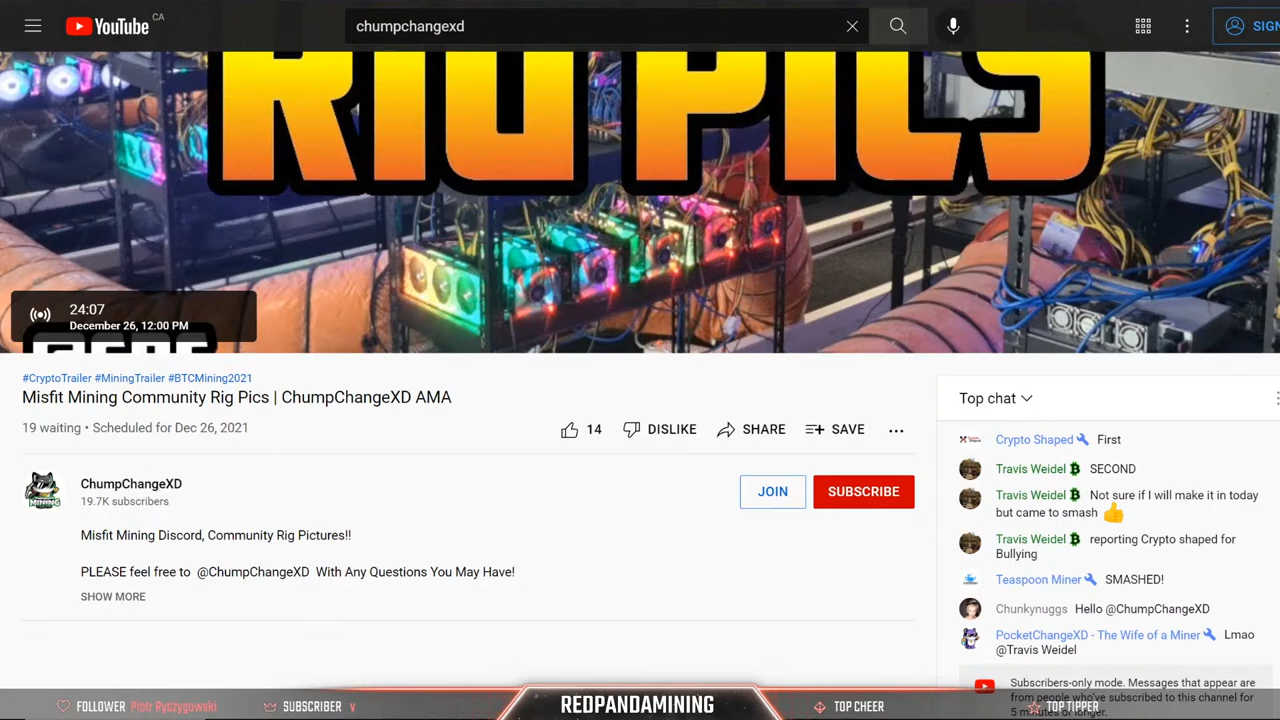 YouTube CA
chumpchangexd
SIGN
RIG PICS
24:07
December 26, 12:00 PM
#CryptoTrailer #MiningTrailer #BTCMining2021
Misfit Mining Community Rig Pics | ChumpChangeXD AMA
19 waiting • Scheduled for Dec 26, 2021
14
DISLIKE
SHARE
SAVE
MINING
ChumpChangeXD
19.7K subscribers
JOIN
SUBSCRIBE
Misfit Mining Discord, Community Rig Pictures!!
PLEASE feel free to @ChumpChangeXD With Any Questions You May Have!
SHOW MORE
Top chat
Crypto Shaped First
Travis Weidel SECOND
Travis Weidel Not sure if I will make it in today
but came to smash
Travis Weidel reporting Crypto shaped for
Bullying
Teaspoon Miner SMASHED!
Chunkynuggs Hello @ChumpChangeXD
PocketChangeXD - The Wife of a Miner Lmao
@Travis Weidel
Subscribers-only mode. Messages that appear are
from people who've subscribed to this channel for
5 minutes or longer.
FOLLOWER Piotr Rydzygowski
SUBSCRIBER V
REDPANDAMINING
TOP CHEER
TOP TIPPER